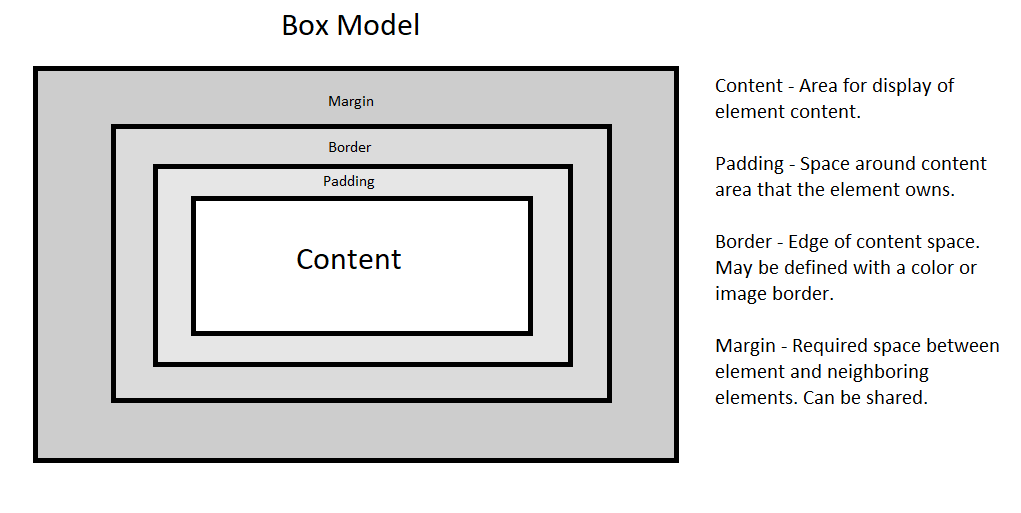 Box Model
Margin
Border
Padding
Content
Content - Area for display of
element content.
Padding - Space around content
area that the element owns.
Border - Edge of content space.
May be defined with a color or
image border.
Margin - Required space between
element and neighboring
elements. Can be shared.